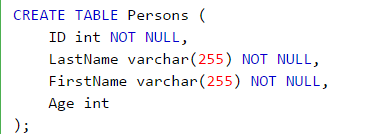 CREATE TABLE Persons (
    ID int NOT NULL,
    LastName varchar(255) NOT NULL,
    FirstName varchar(255) NOT NULL,
    Age int
);